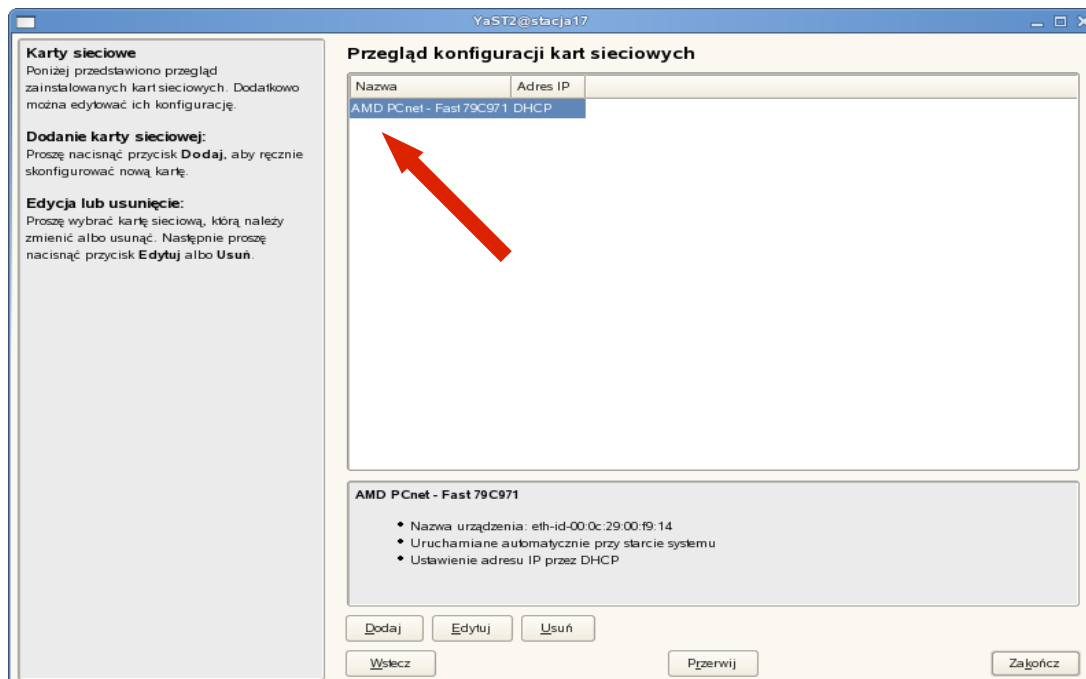 YaST2@stacja17
Karty sieciowe
Poniżej przedstawiono przegląd
zainstalowanych kart sieciowych. Dodatkowo
można edytować ich konfigurację.
Dodanie karty sieciowej:
Proszę nacisnąć przycisk Dodaj, aby ręcznie
skonfigurować nową kartę.
Edycja lub usunięcie:
Proszę wybrać kartę sieciową, którą należy
zmienić albo usunąć. Następnie proszę
nacisnąć przycisk Edytuj albo Usuń.
Przegląd konfiguracji kart sieciowych
Nazwa Adres IP
AMD PCnet - Fast 79C971 DHCP
AMD PCnet - Fast 79C971
Nazwa urządzenia: eth-id-00:0c:29:00:f9:14
Uruchamiane automatycznie przy starcie systemu
Ustawienie adresu IP przez DHCP
Dodaj Edytuj Usuń
Wstecz Przerwij Zakończ